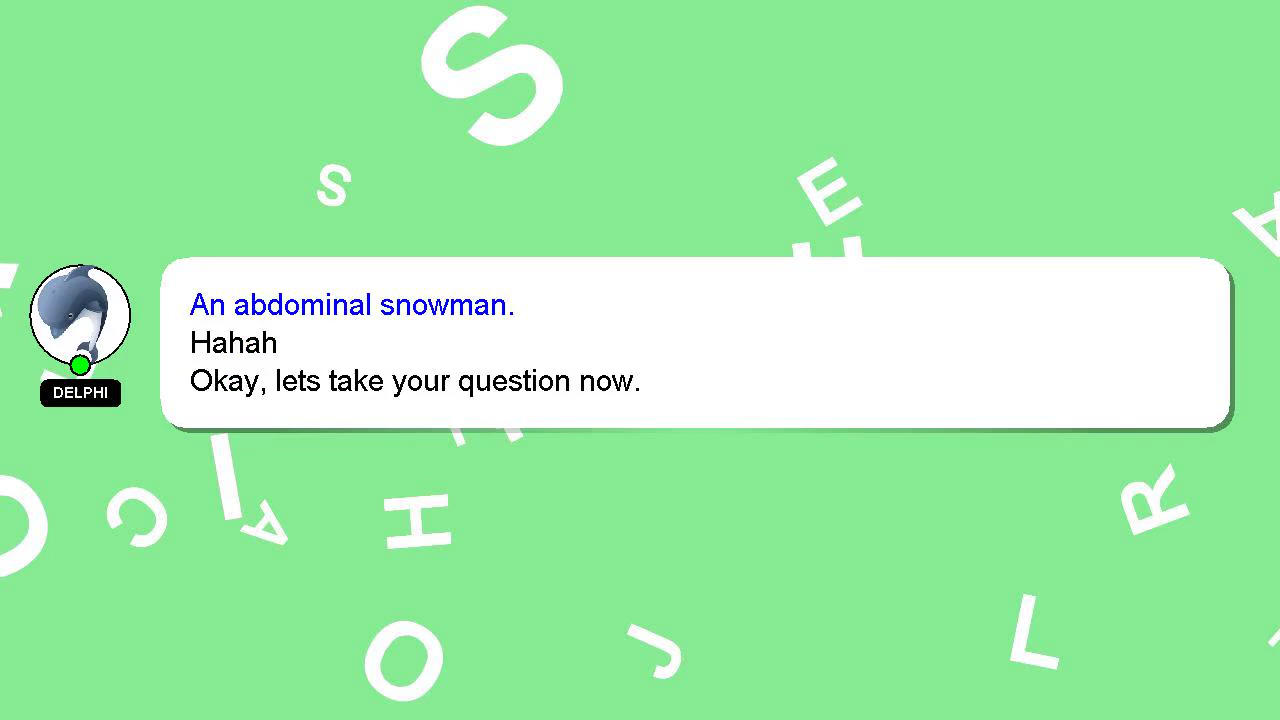 S
S
E
A
An abdominal snowman.
Hahah
Okay, lets take your question now.
DELPHI
I
C
A
H
R
O
J
L